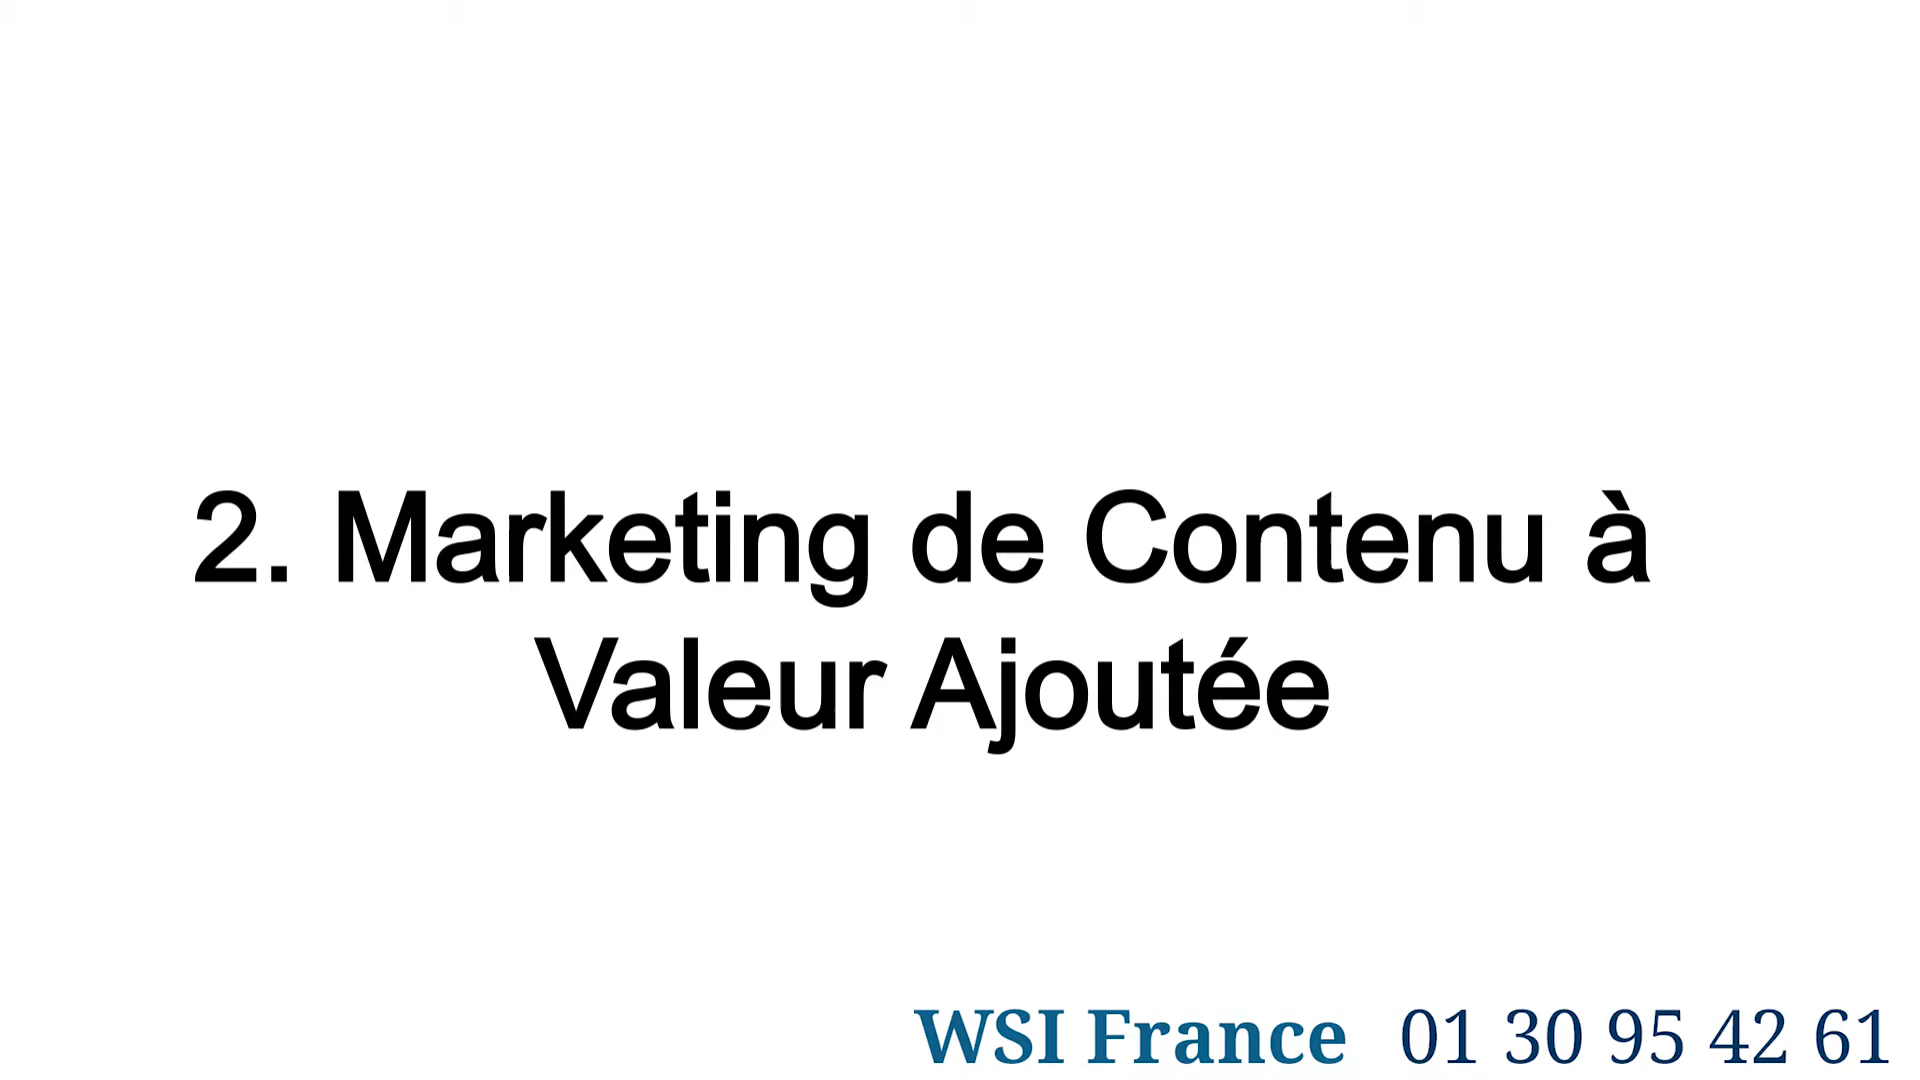 2. Marketing de Contenu à
Valeur Ajoutée
WSI France 01 30 95 42 61